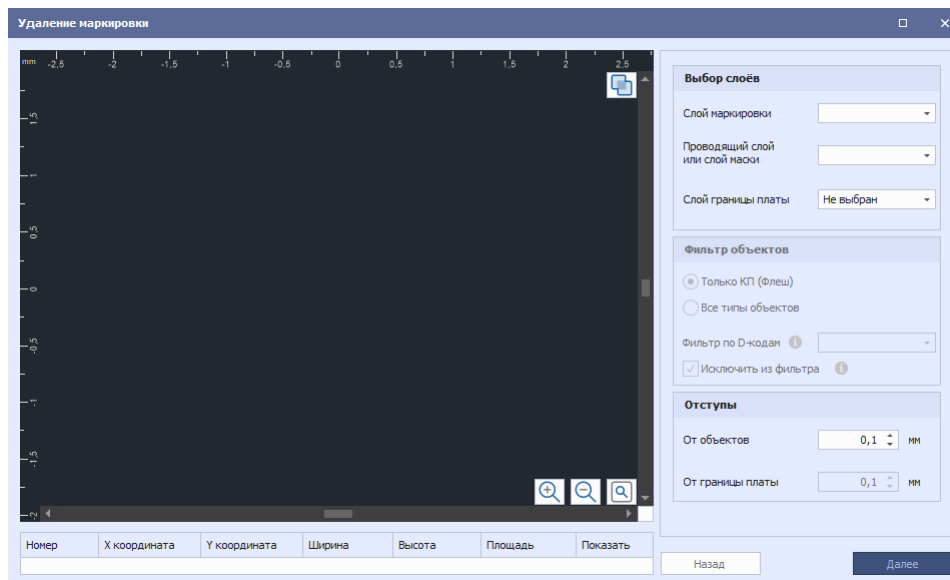 Удаление маркировки
mm -2,5 -2 -1,5 -1 -0,5 0 0,5 1 1,5 2 2,5
1,5
1
0,5
0
-0,5
-1
-1,5
-2
Выбор слоёв
Слой маркировки
Проводящий слой
или слой маски
Слой границы платы Не выбран
Фильтр объектов
Только КП (Флеш)
Все типы объектов
Фильтр по D-кодам i
Исключить из фильтра i
Отступы
От объектов 0,1 мм
От границы платы 0,1 мм
Номер X координата Y координата Ширина Высота Площадь Показать
Назад Далее